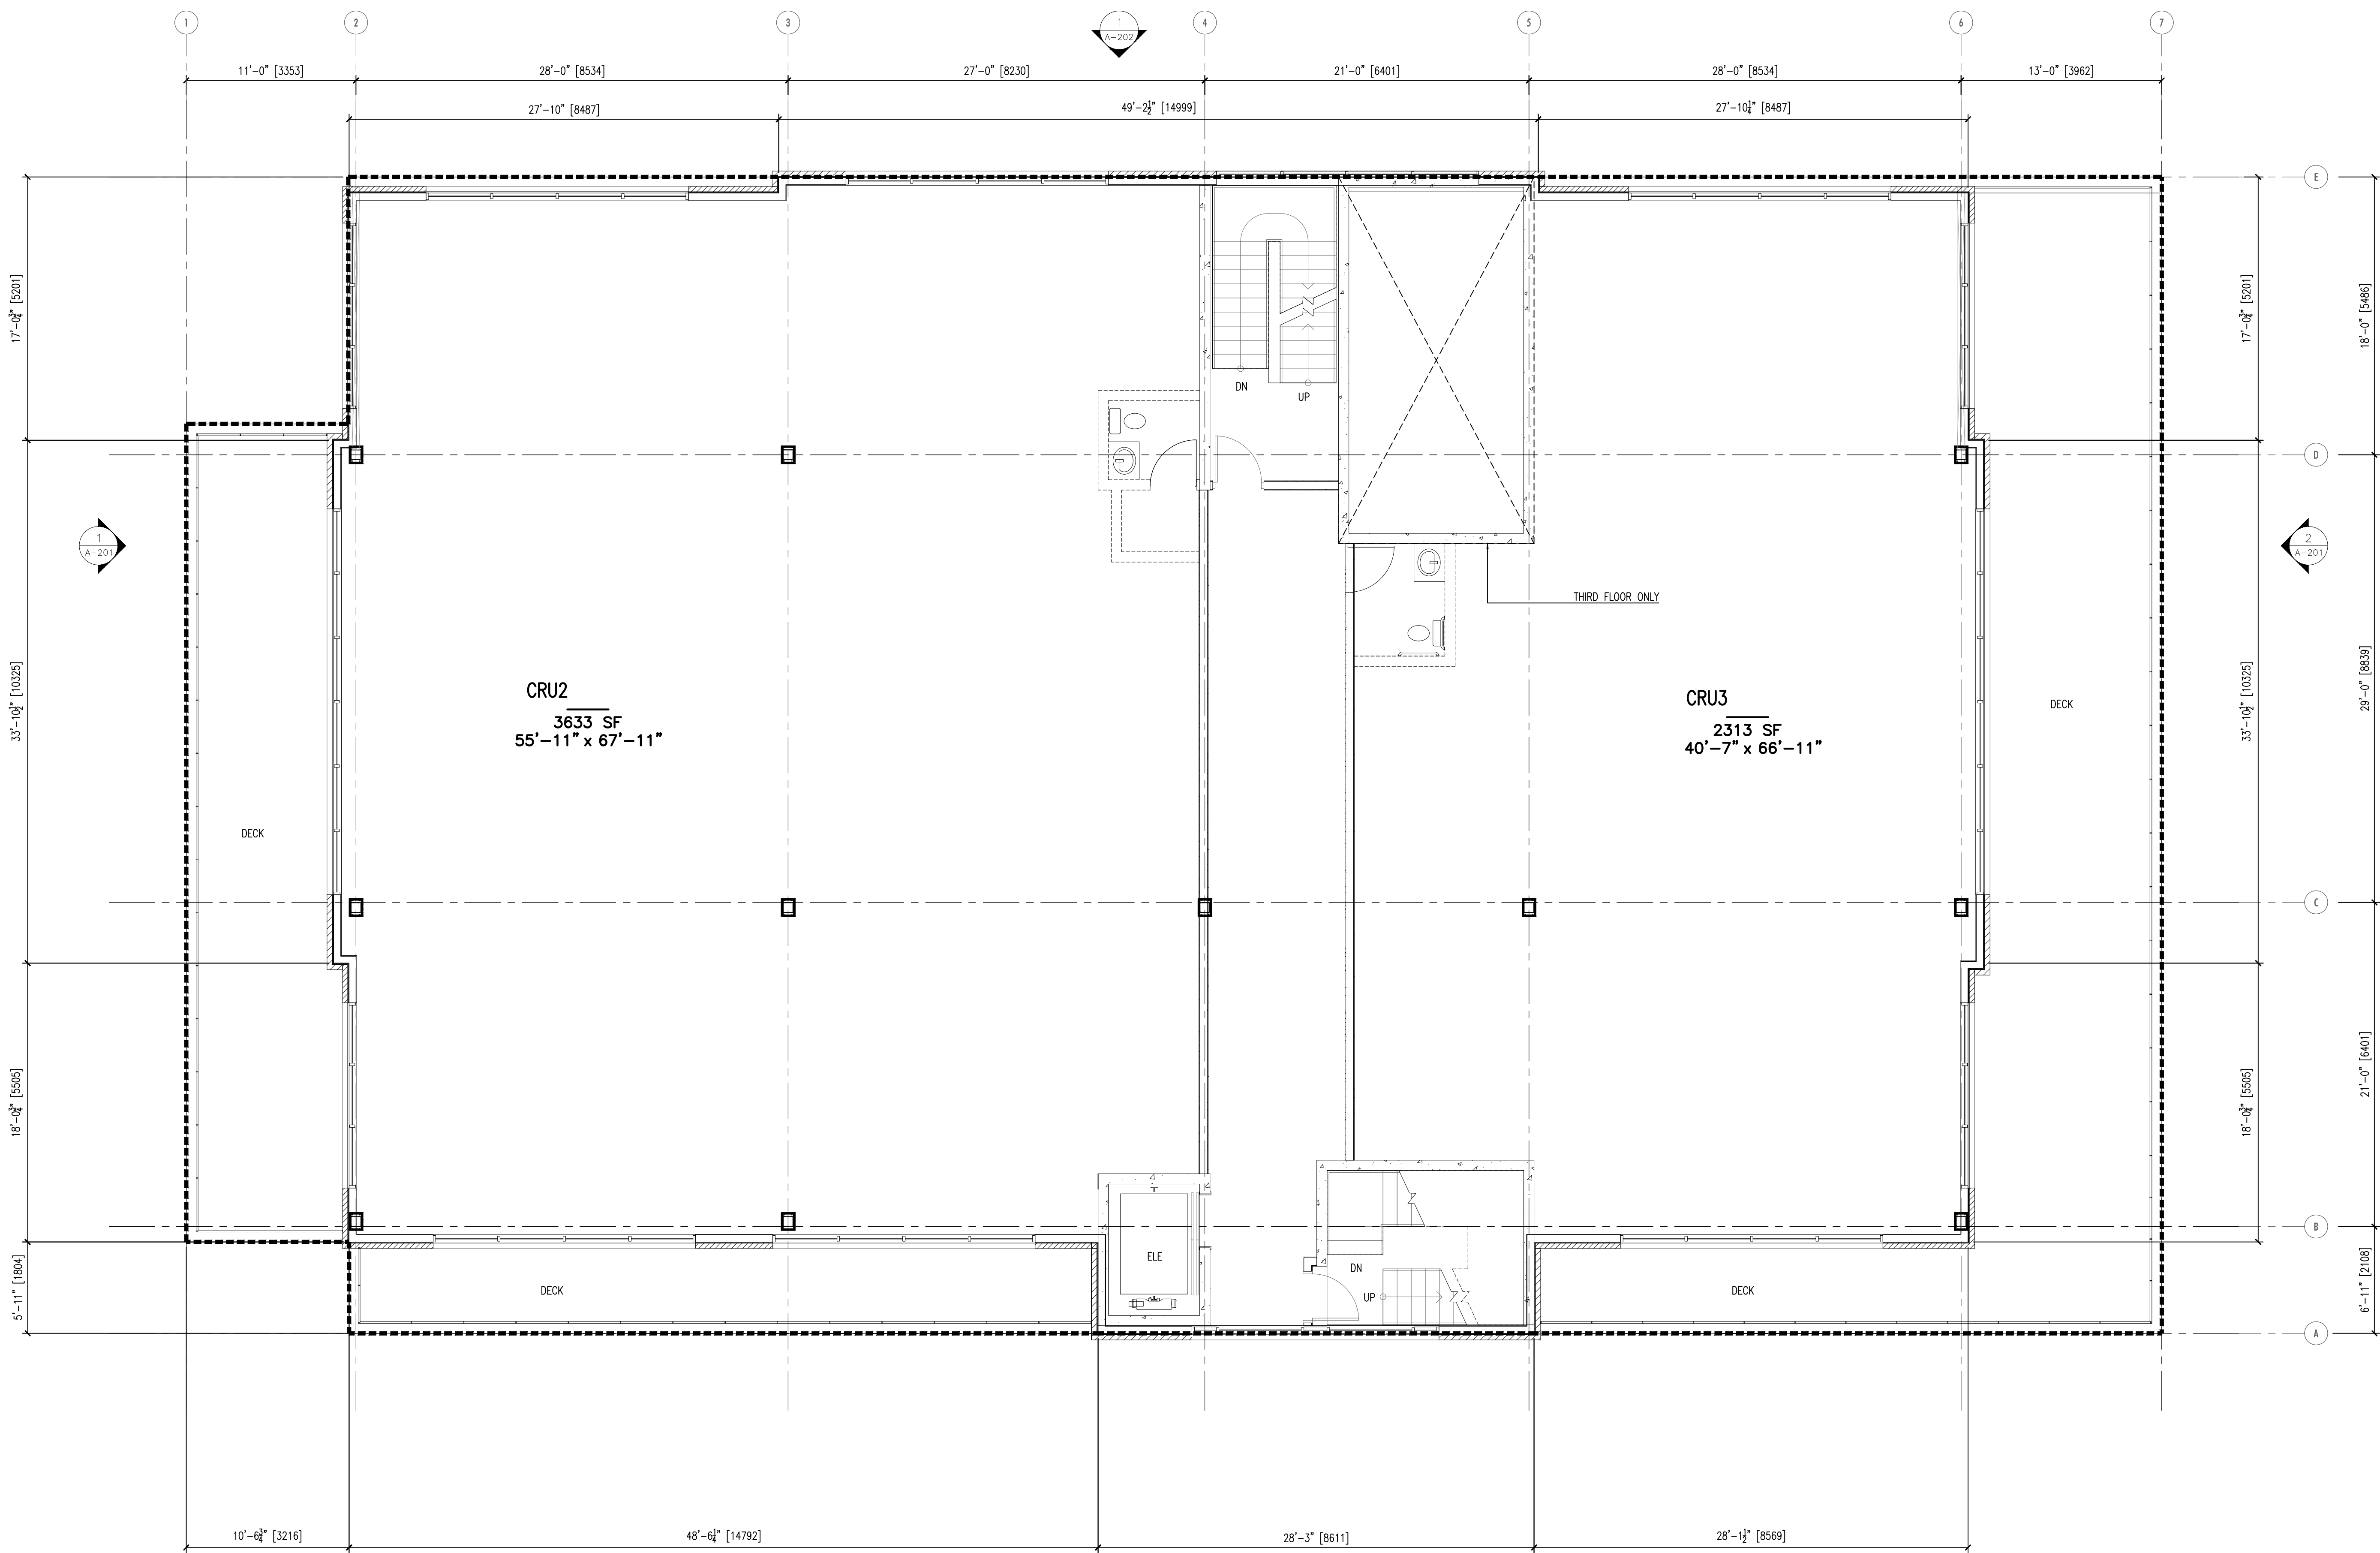 1
2
3
1
A-202
4
5
6
7
11'-0" [3353]
28'-0" [8534]
27'-0" [8230]
21'-0" [6401]
28'-0" [8534]
13'-0" [3962]
27'-10" [8487]
49'-2½" [14999]
27'-10¼" [8487]
E
17'-0¾" [5201]
17'-0¾" [5201]
18'-0" [5486]
DN
UP
D
1
A-201
2
A-201
THIRD FLOOR ONLY
33'-10½" [10325]
CRU2
3633 SF
55'-11" x 67'-11"
CRU3
2313 SF
40'-7" x 66'-11"
DECK
33'-10½" [10325]
29'-0" [8839]
DECK
C
18'-0¾" [5505]
18'-0¾" [5505]
21'-0" [6401]
B
5'-11" [1804]
DECK
ELE
DN
UP
DECK
6'-11" [2108]
A
10'-6¾" [3216]
48'-6¼" [14792]
28'-3" [8611]
28'-1½" [8569]